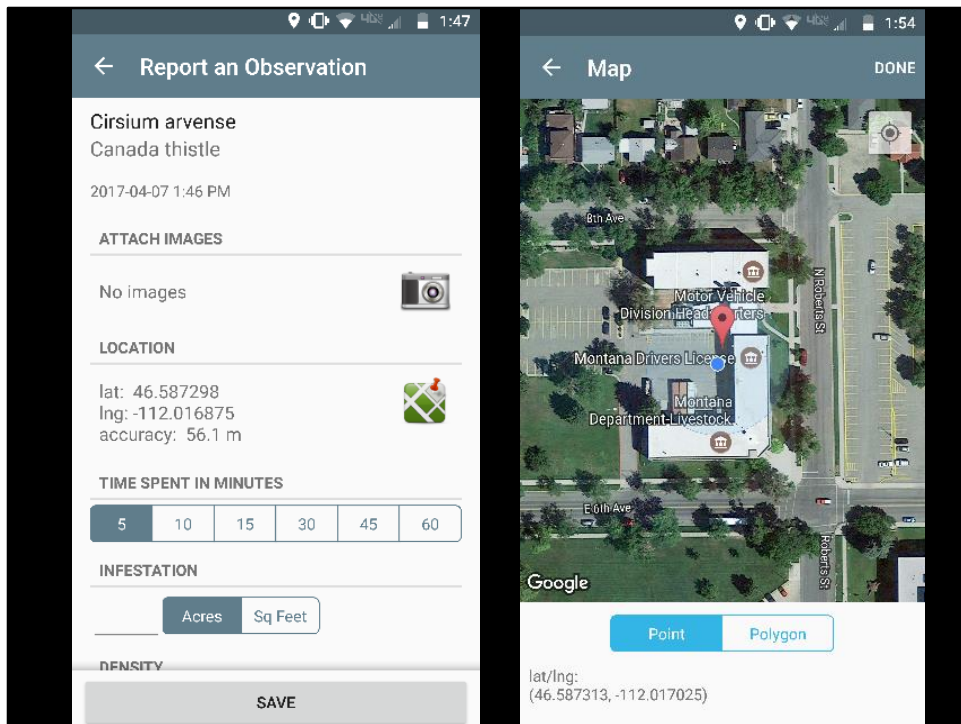 1:47
Report an Observation
Cirsium arvense
Canada thistle
2017-04-07 1:46 PM
ATTACH IMAGES
No images
LOCATION
lat: 46.587298
lng: -112.016875
accuracy: 56.1 m
TIME SPENT IN MINUTES
5 10 15 30 45 60
INFESTATION
Acres Sq Feet
DENSITY
SAVE
1:54
Map DONE
8th Ave
N Roberts St
Motor Vehicle
Division Headquarters
Montana Drivers License
Montana
Department-Livestock
E 6th Ave
Roberts St
Google
Point Polygon
lat/lng:
(46.587313, -112.017025)